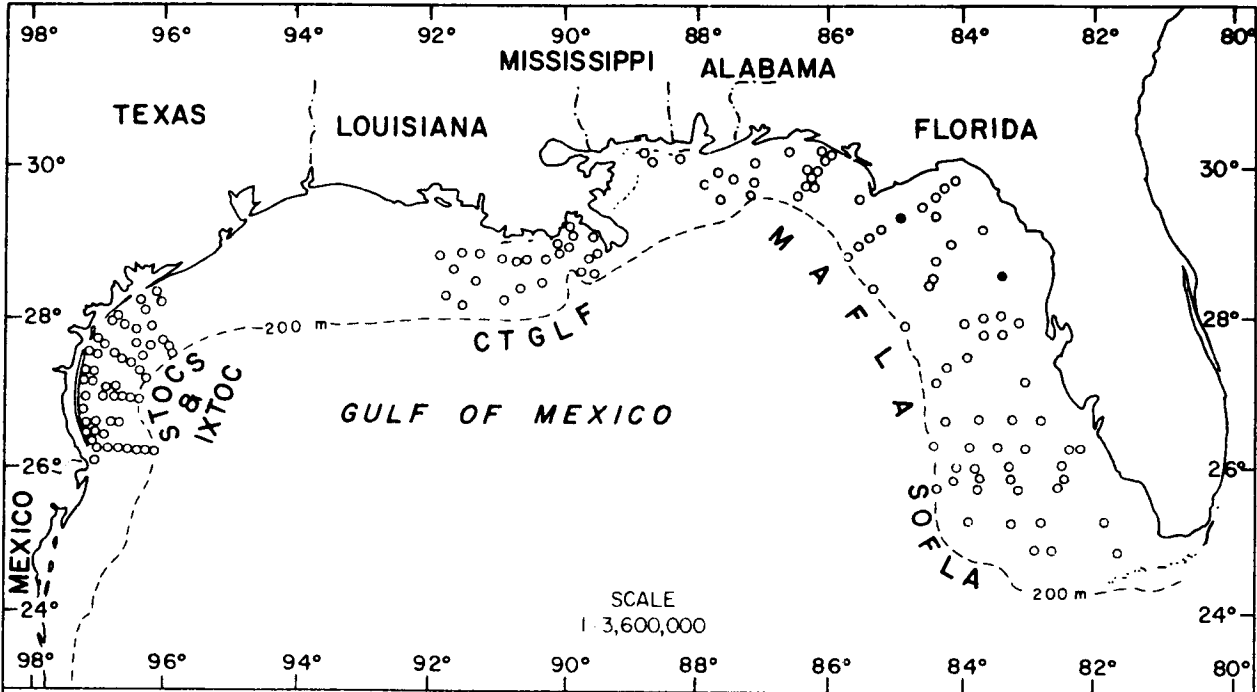 98° 96° 94° 92° 90° 88° 86° 84° 82° 80°
MISSISSIPPI
ALABAMA
TEXAS
LOUISIANA
FLORIDA
30°
30°
28°
28°
200 m
CTGLF
MAFLA
STOCS
&
IXTOC
GULF OF MEXICO
26°
26°
SOFLA
MEXICO
200 m
SCALE
1:3,600,000
24°
24°
98° 96° 94° 92° 90° 88° 86° 84° 82° 80°